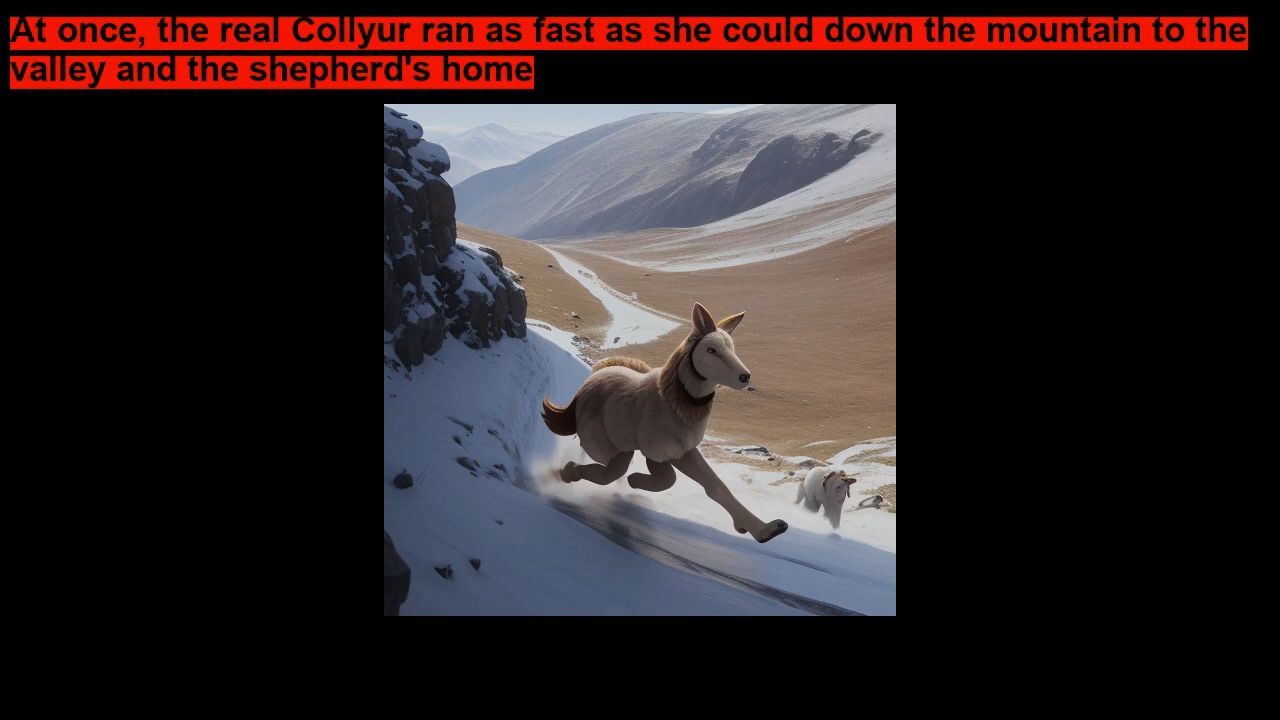 At once, the real Collyur ran as fast as she could down the mountain to the
valley and the shepherd's home